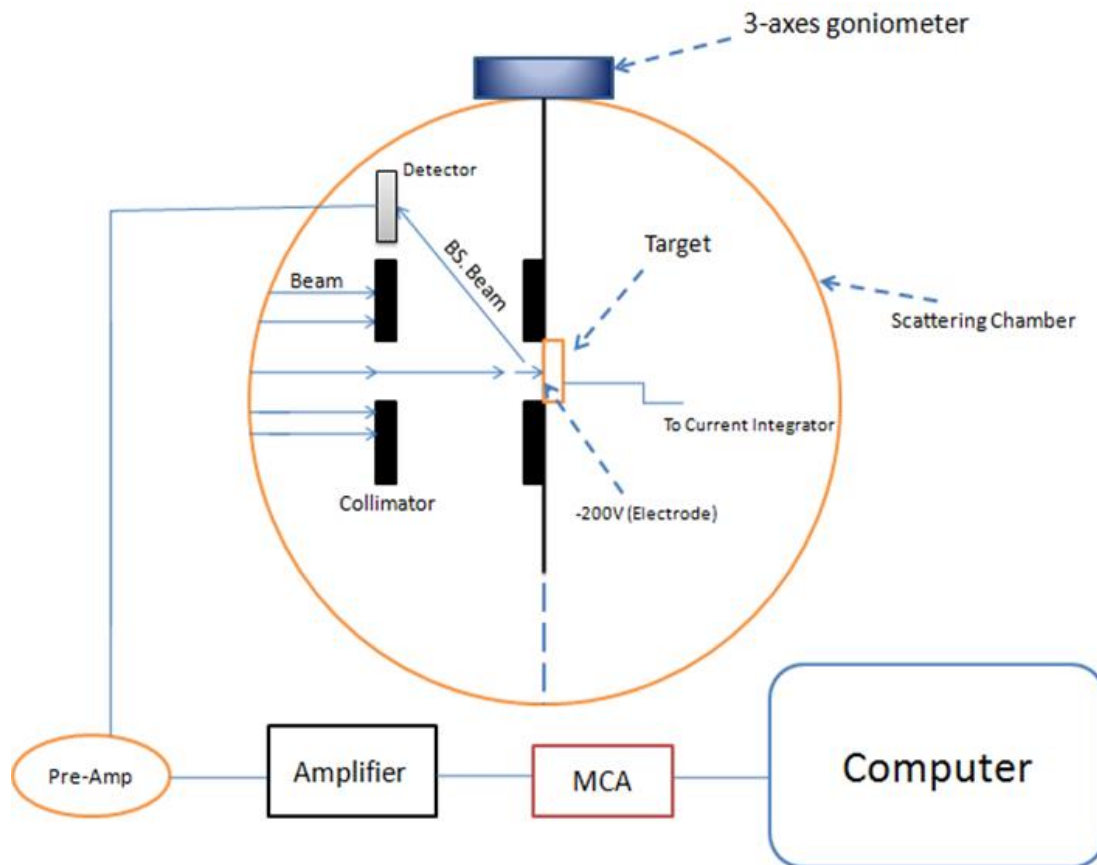 3-axes goniometer
Detector
Target
BS. Beam
Beam
Scattering Chamber
To Current Integrator
Collimator
-200V (Electrode)
Pre-Amp
Amplifier
MCA
Computer